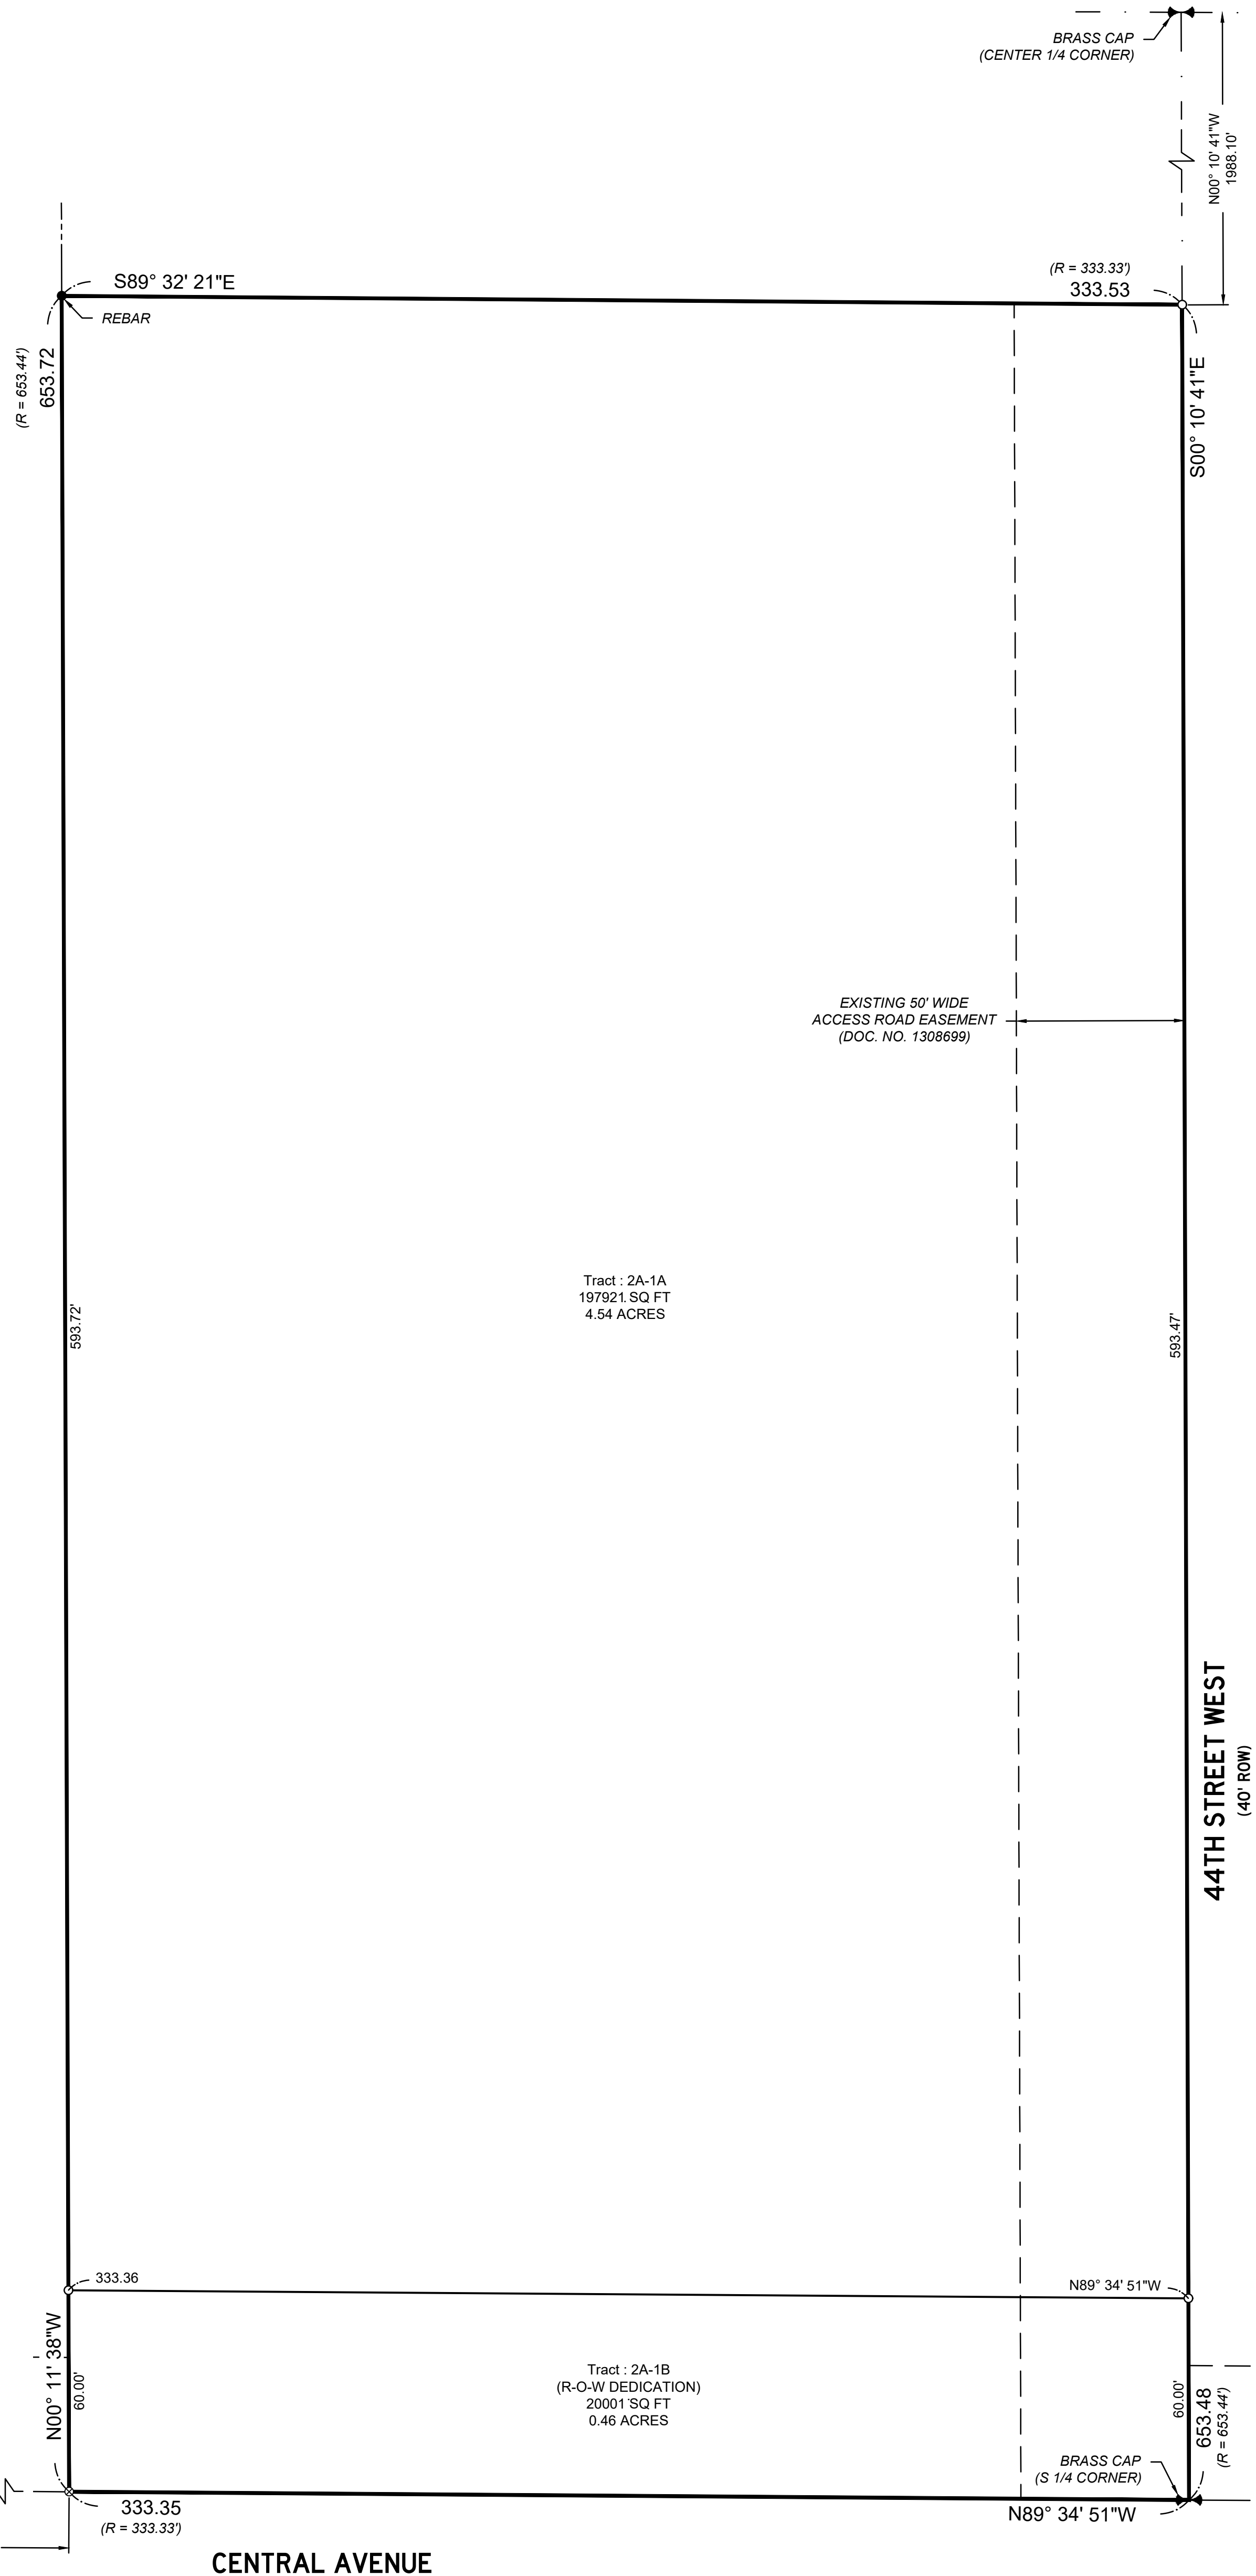 BRASS CAP
(CENTER 1/4 CORNER)
N00° 10' 41"W
1988.10'
S89° 32' 21"E
(R = 333.33')
333.53
REBAR
(R = 653.44')
653.72
S00° 10' 41"E
EXISTING 50' WIDE
ACCESS ROAD EASEMENT
(DOC. NO. 1308699)
Tract : 2A-1A
197921. SQ FT
4.54 ACRES
593.72'
593.47'
44TH STREET WEST
(40' ROW)
333.36
N89° 34' 51"W
N00° 11' 38"W
60.00'
Tract : 2A-1B
(R-O-W DEDICATION)
20001 SQ FT
0.46 ACRES
60.00'
653.48
(R = 653.44')
BRASS CAP
(S 1/4 CORNER)
333.35
(R = 333.33')
N89° 34' 51"W
CENTRAL AVENUE